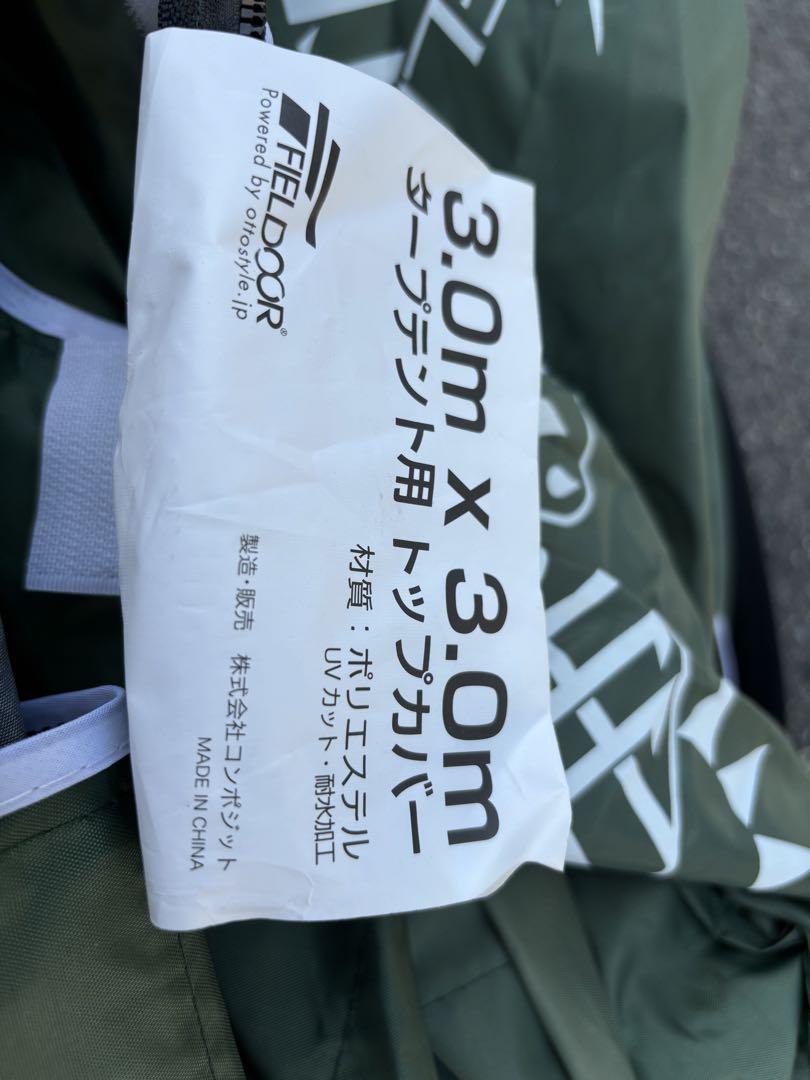 3.0m x 3.0m
タープテント用 トップカバー
材質：ポリエステル
UVカット・耐水加工
FIELDOOR®
Powered by ottostyle.jp
製造・販売 株式会社コンポジット
MADE IN CHINA